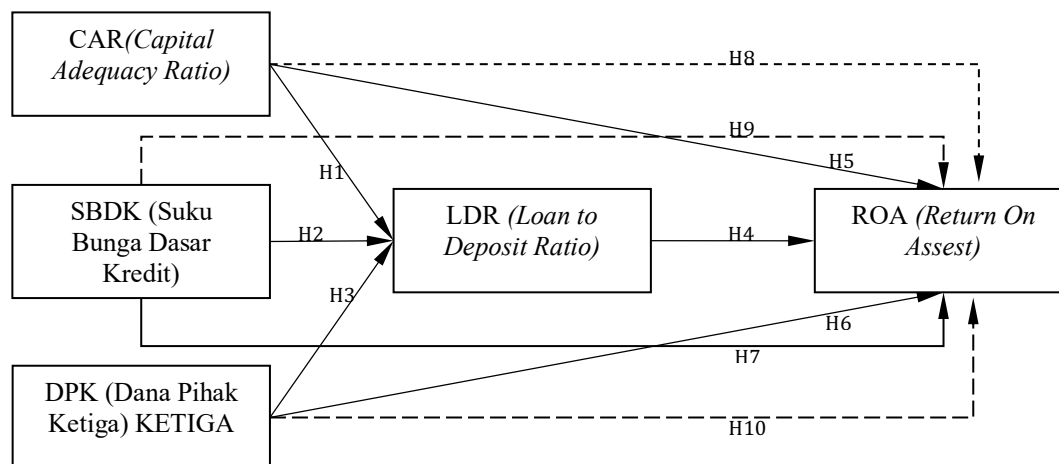 CAR(Capital
Adequacy Ratio)
H8
H9
H5
H1
SBDK (Suku
Bunga Dasar
Kredit)
H2
LDR (Loan to
Deposit Ratio)
H4
ROA (Return On
Assest)
H3
H6
H7
DPK (Dana Pihak
Ketiga) KETIGA
H10